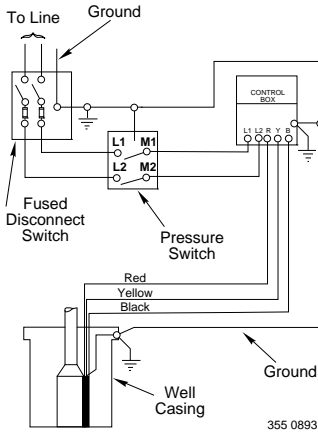 To Line
Ground
CONTROL
BOX
L1 L2 R Y B
L1 M1
L2 M2
Fused
Disconnect
Switch
Pressure
Switch
Red
Yellow
Black
Ground
Well
Casing
355 0893